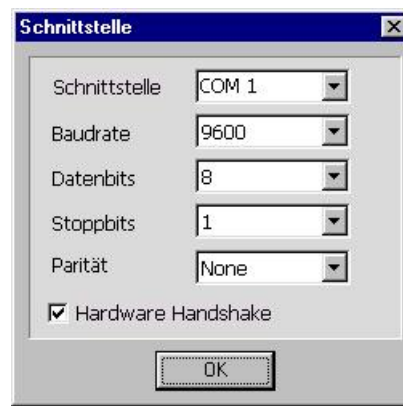 Schnittstelle
Schnittstelle COM 1
Baudrate 9600
Datenbits 8
Stoppbits 1
Parität None
Hardware Handshake
OK